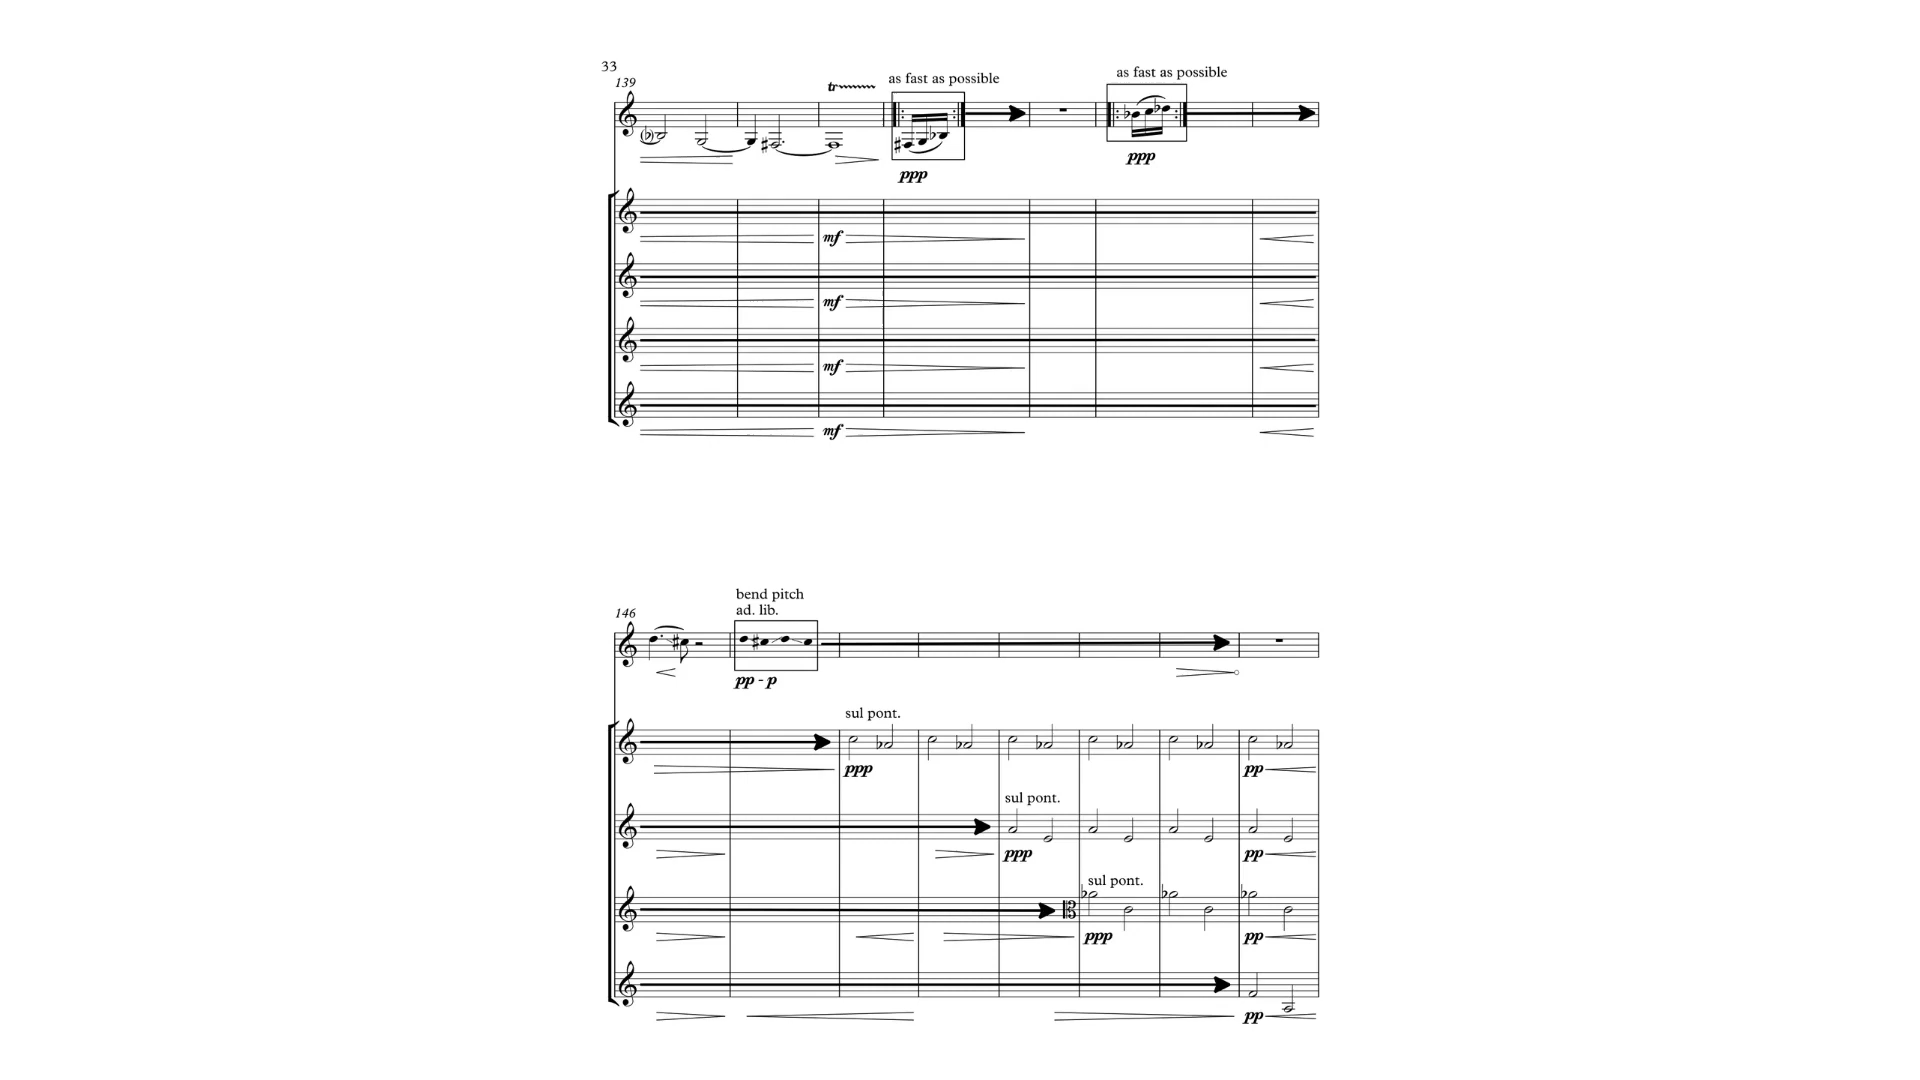 33
139
tr
as fast as possible
as fast as possible
ppp
ppp
mf
mf
mf
mf
146
bend pitch
ad. lib.
pp - p
sul pont.
ppp
pp
sul pont.
ppp
pp
sul pont.
ppp
pp
pp